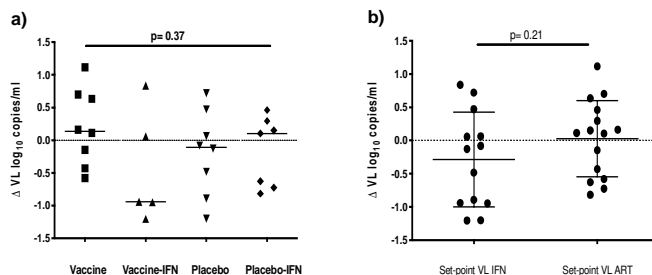 a)
p= 0.37
Δ VL log10 copies/ml
1.5
1.0
0.5
0.0
-0.5
-1.0
-1.5
Vaccine Vaccine-IFN Placebo Placebo-IFN
b)
p= 0.21
Δ VL log10 copies/ml
1.5
1.0
0.5
0.0
-0.5
-1.0
-1.5
Set-point VL IFN Set-point VL ART